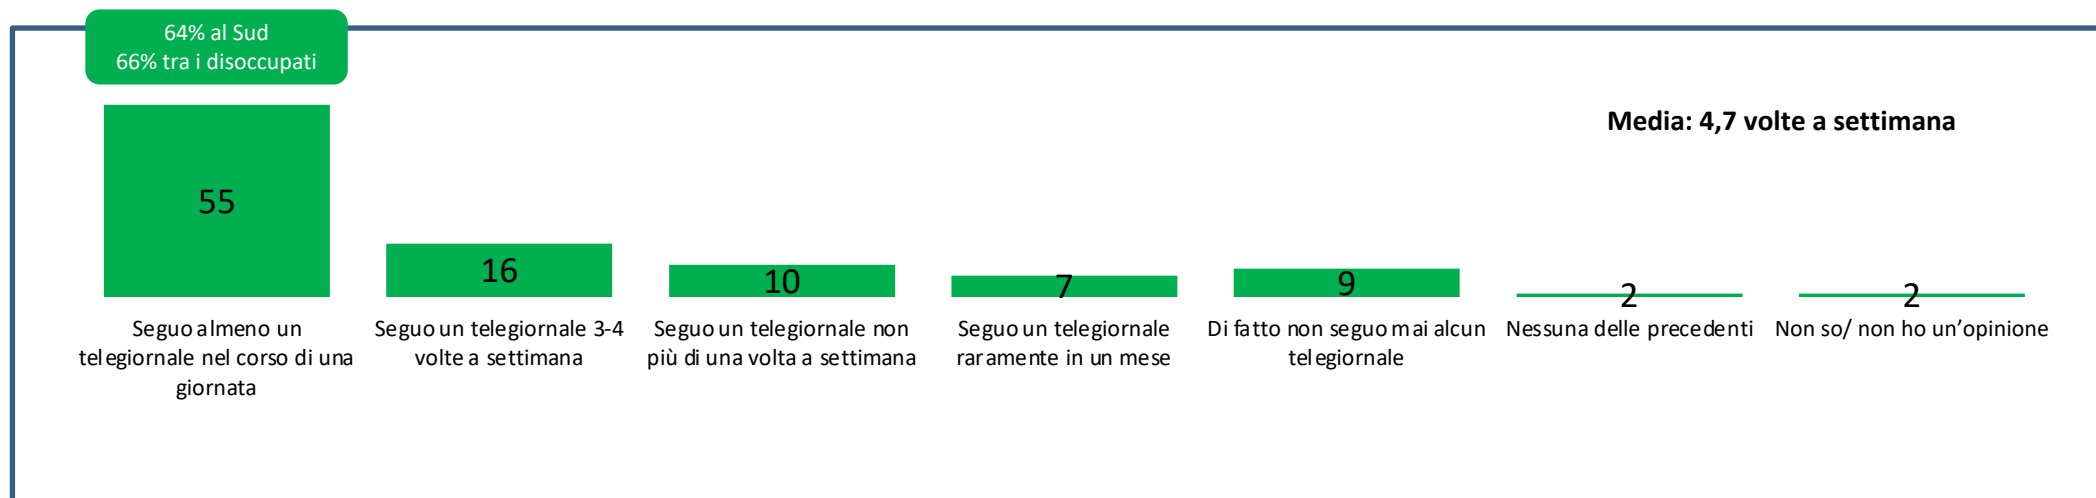 64% al Sud
66% tra i disoccupati
Media: 4,7 volte a settimana
55
16
10
7
9
2
2
Seguo almeno un
telegiornale nel corso di una
giornata
Seguo un telegiornale 3-4
volte a settimana
Seguo un telegiornale non
più di una volta a settimana
Seguo un telegiornale
raramente in un mese
Di fatto non seguo mai alcun
telegiornale
Nessuna delle precedenti
Non so/ non ho un’opinione